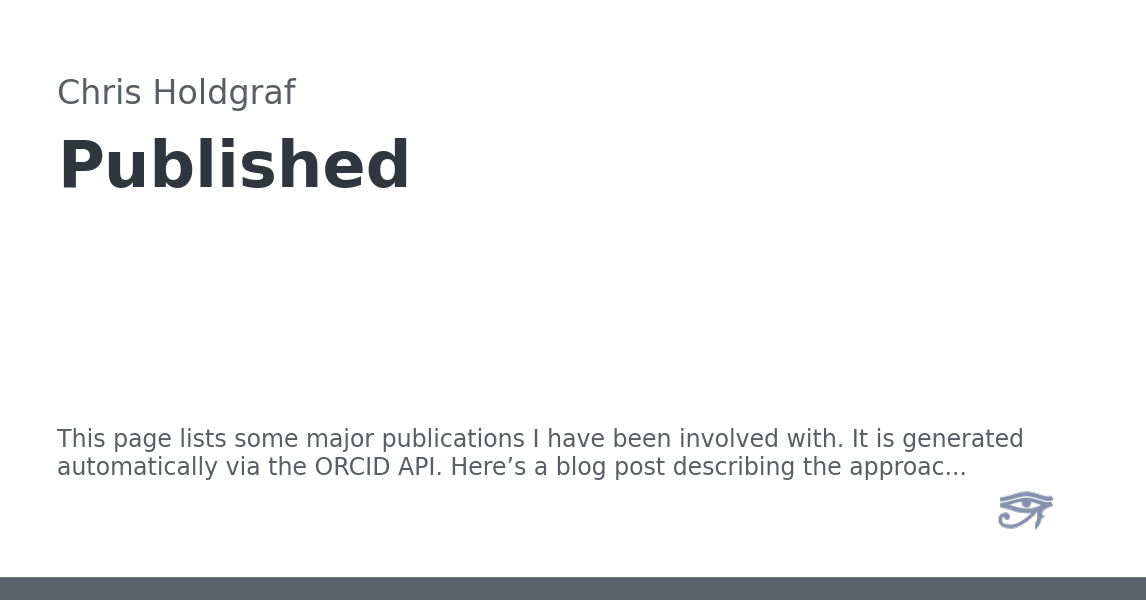 Chris Holdgraf
Published
This page lists some major publications I have been involved with. It is generated
automatically via the ORCID API. Here’s a blog post describing the approac...